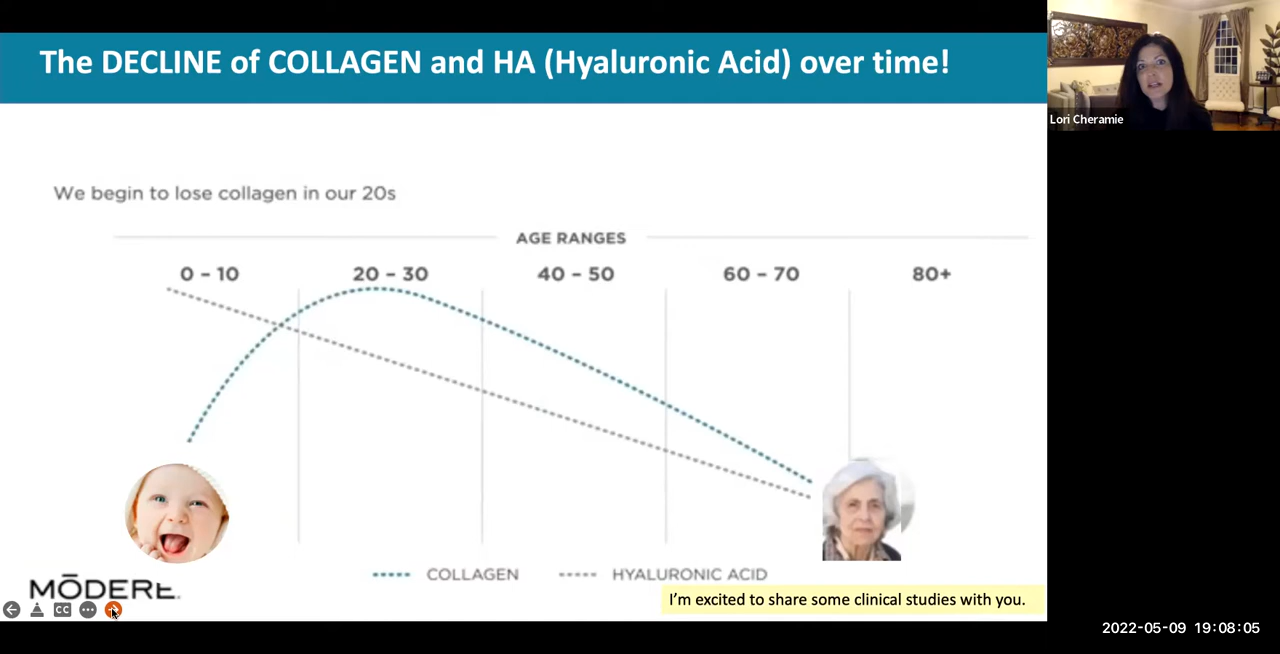 The DECLINE of COLLAGEN and HA (Hyaluronic Acid) over time!
Lori Cheramie
We begin to lose collagen in our 20s
AGE RANGES
0 – 10 20 – 30 40 – 50 60 – 70 80+
COLLAGEN HYALURONIC ACID
MŌDERE.
CC
I'm excited to share some clinical studies with you.
2022-05-09 19:08:05